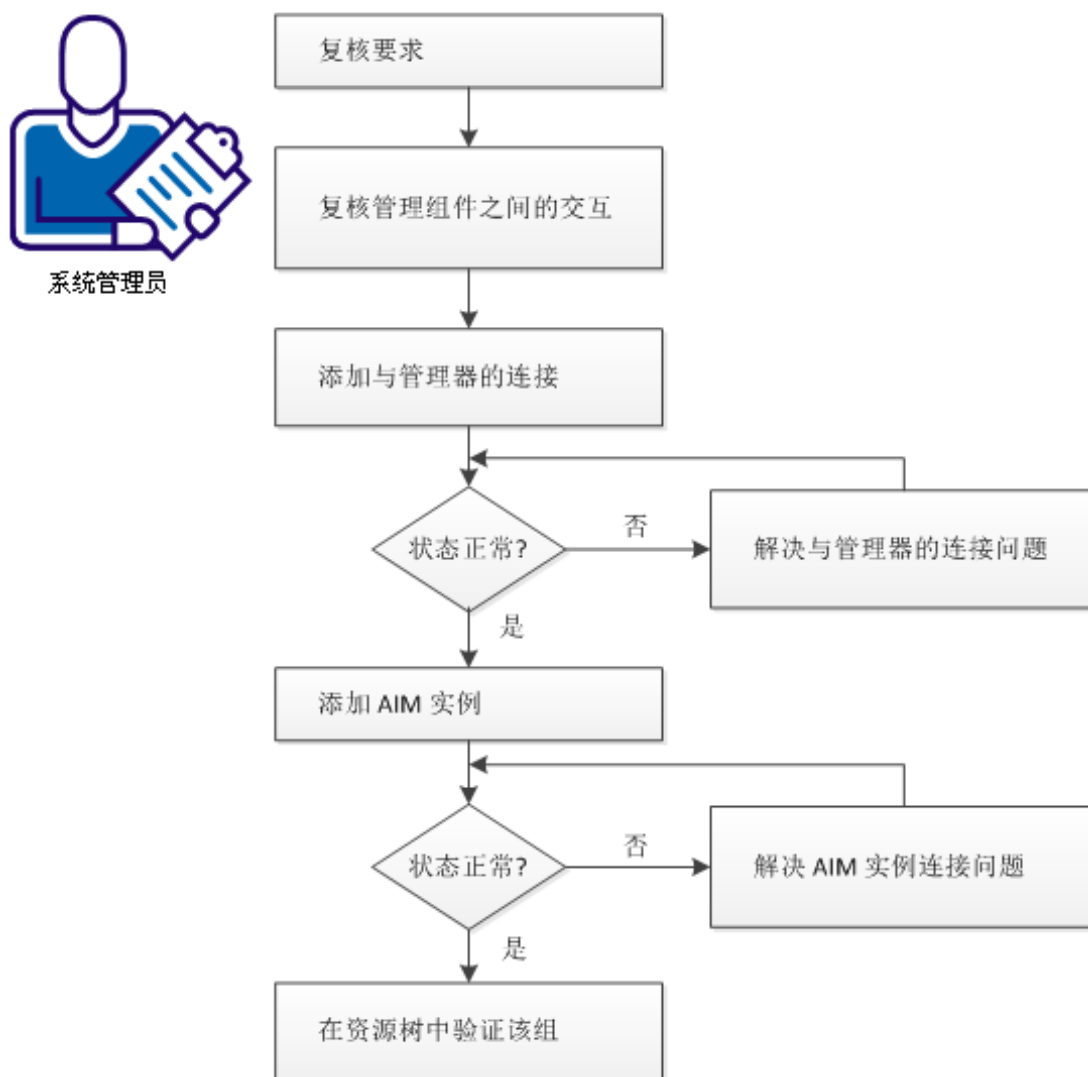 复核要求
复核管理组件之间的交互
系统管理员
添加与管理器的连接
状态正常?
否
解决与管理器的连接问题
是
添加 AIM 实例
状态正常?
否
解决 AIM 实例连接问题
是
在资源树中验证该组